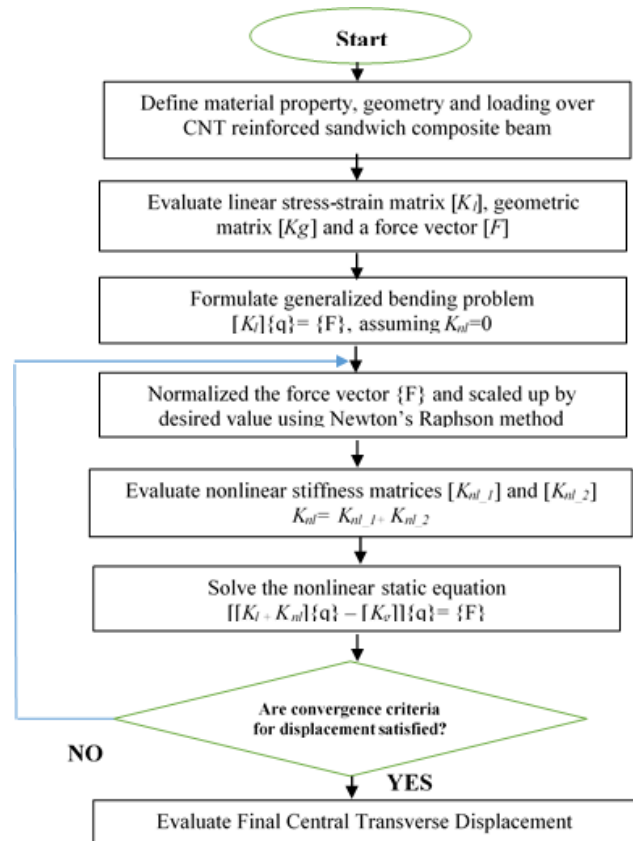 Start
Define material property, geometry and loading over
CNT reinforced sandwich composite beam
Evaluate linear stress-strain matrix [Kl], geometric
matrix [Kg] and a force vector [F]
Formulate generalized bending problem
[Kl]{q}= {F}, assuming Knl=0
Normalized the force vector {F} and scaled up by
desired value using Newton's Raphson method
Evaluate nonlinear stiffness matrices [Knl_1] and [Knl_2]
Knl= Knl_1+ Knl_2
Solve the nonlinear static equation
[[Kl + Knl]{q} – [Kg]]{q}= {F}
Are convergence criteria
for displacement satisfied?
NO
YES
Evaluate Final Central Transverse Displacement